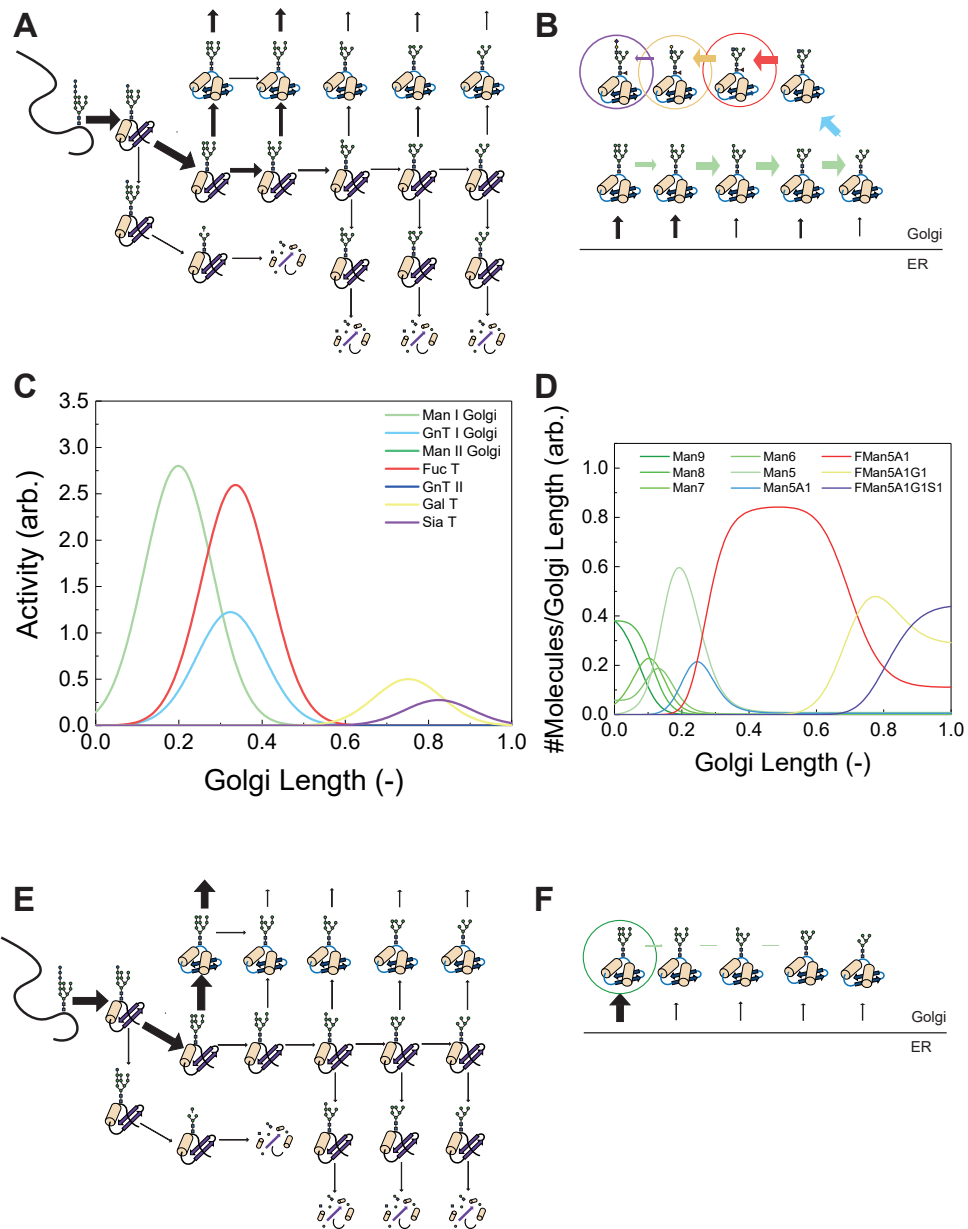 A
B
Golgi
ER
C
D
3.5
3.0
2.5
2.0
1.5
1.0
0.5
0.0
Activity (arb.)
Man I Golgi
GnT I Golgi
Man II Golgi
Fuc T
GnT II
Gal T
Sia T
0.0 0.2 0.4 0.6 0.8 1.0
Golgi Length (-)
1.0
0.8
0.6
0.4
0.2
0.0
#Molecules/Golgi Length (arb.)
Man9 Man6 FMan5A1
Man8 Man5 FMan5A1G1
Man7 Man5A1 FMan5A1G1S1
0.0 0.2 0.4 0.6 0.8 1.0
Golgi Length (-)
E
F
Golgi
ER